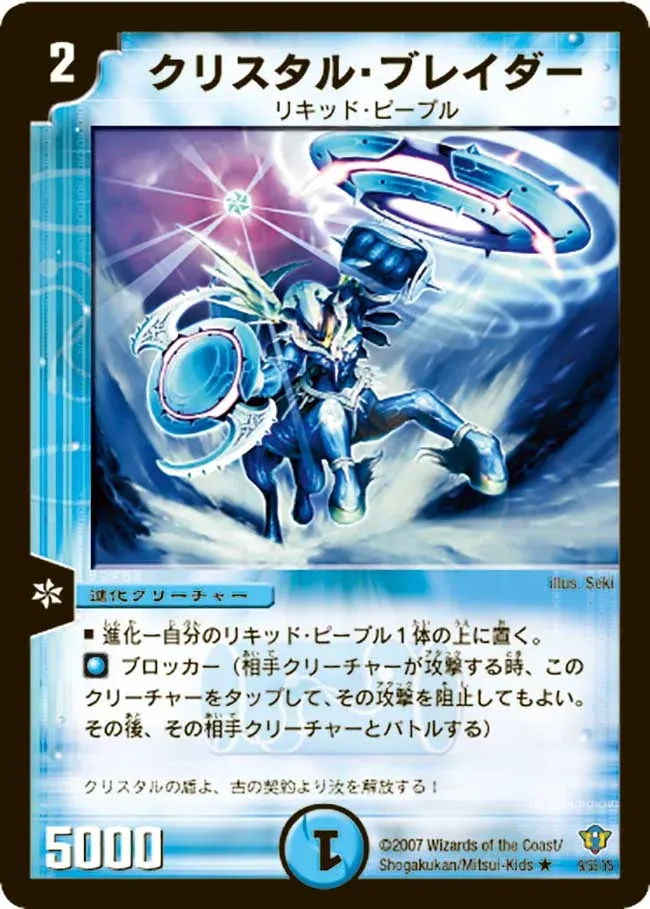 2
クリスタル・ブレイダー
リキッド・ピープル
illus. Seki
進化クリーチャー
■ 進化－自分のリキッド・ピープル1体の上に置く。
ブロッカー（相手クリーチャーが攻撃する時、この
クリーチャーをタップして、その攻撃を阻止してもよい。
その後、その相手クリーチャーとバトルする）
クリスタルの盾よ、古の契約より汝を解放する！
5000
1
©2007 Wizards of the Coast/
Shogakukan/Mitsui-Kids ★
9/55 Y5